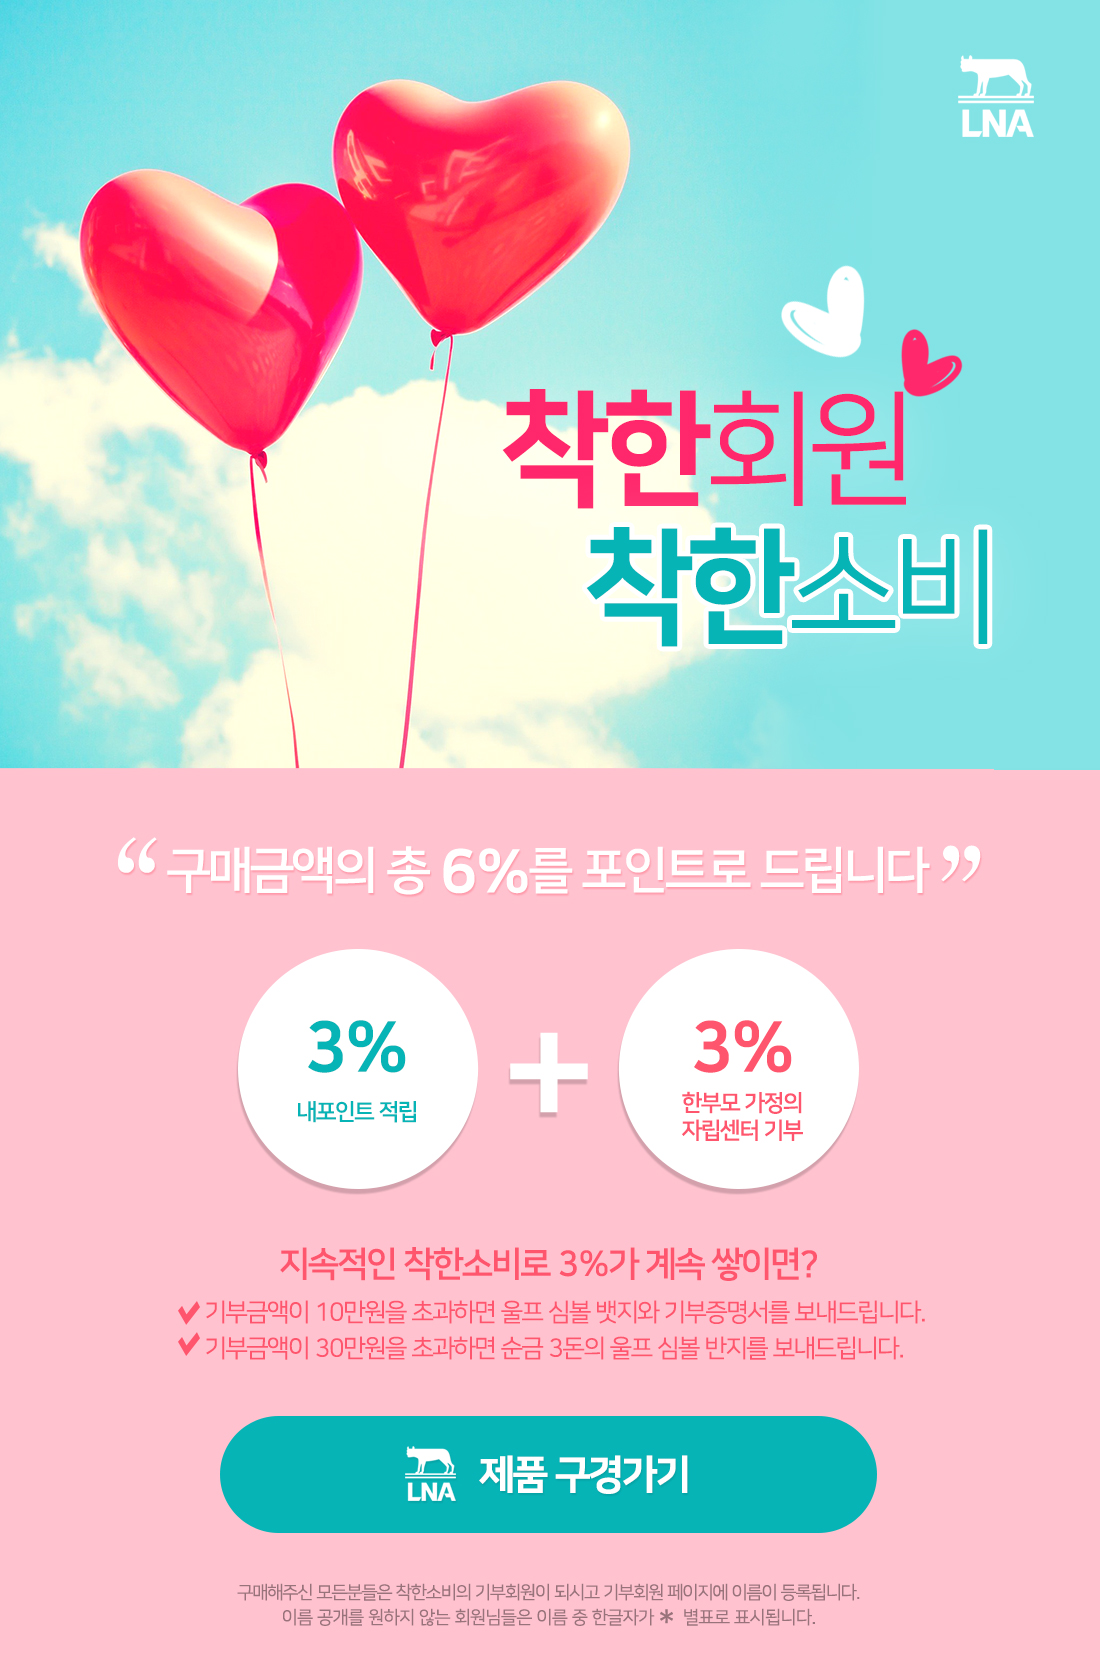 LNA
착한회원
착한소비
“ 구매금액의 총 6%를 포인트로 드립니다 ”
3%
내포인트 적립
+
3%
한부모 가정의
자립센터 기부
지속적인 착한소비로 3%가 계속 쌓이면?
✓ 기부금액이 10만원을 초과하면 울프 심볼 뱃지와 기부증명서를 보내드립니다.
✓ 기부금액이 30만원을 초과하면 순금 3돈의 울프 심볼 반지를 보내드립니다.
LNA 제품 구경가기
구매해주신 모든분들은 착한소비의 기부회원이 되시고 기부회원 페이지에 이름이 등록됩니다.
이름 공개를 원하지 않는 회원님들은 이름 중 한글자가 * 별표로 표시됩니다.